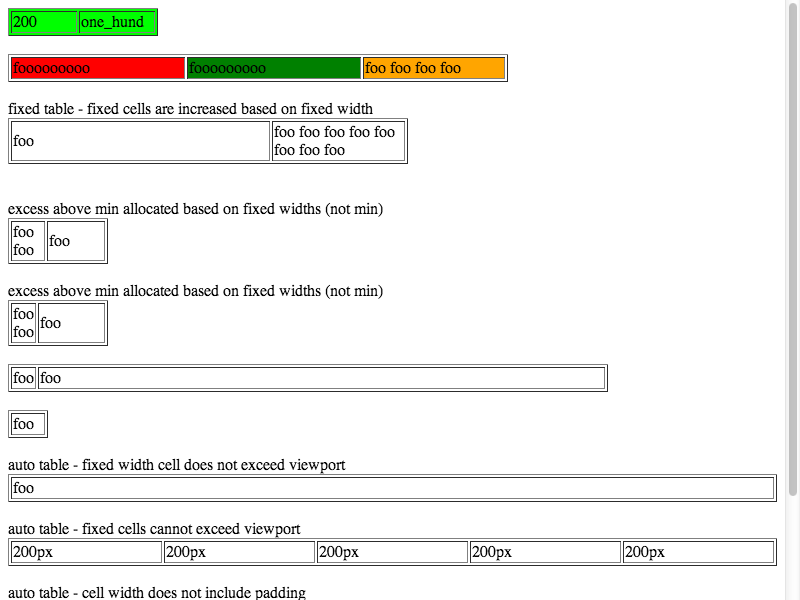 200 one_hund
fooooooooo fooooooooo foo foo foo foo
fixed table - fixed cells are increased based on fixed width
foo foo foo foo foo foo
foo foo foo
excess above min allocated based on fixed widths (not min)
foo
foo foo
excess above min allocated based on fixed widths (not min)
foo
foo foo
foo foo
foo
auto table - fixed width cell does not exceed viewport
foo
auto table - fixed cells cannot exceed viewport
200px 200px 200px 200px 200px
auto table - cell width does not include padding